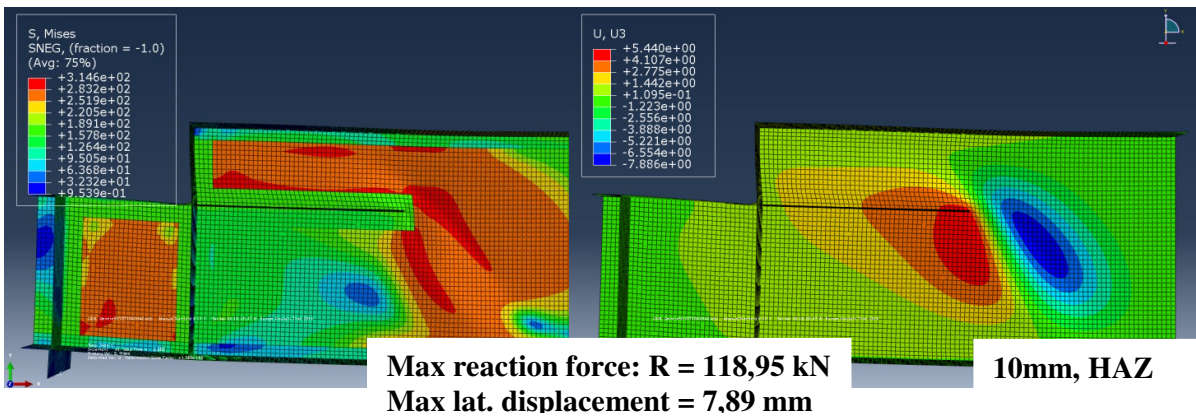 S, Mises
SNEG, (fraction = -1.0)
(Avg: 75%)
+3.146e+02
+2.832e+02
+2.519e+02
+2.205e+02
+1.891e+02
+1.578e+02
+1.264e+02
+9.505e+01
+6.368e+01
+3.232e+01
+9.539e-01
U, U3
+5.440e+00
+4.107e+00
+2.775e+00
+1.442e+00
+1.095e-01
-1.223e+00
-2.556e+00
-3.888e+00
-5.221e+00
-6.554e+00
-7.886e+00
Y
X
Y
Z
X
Max reaction force: R = 118,95 kN
Max lat. displacement = 7,89 mm
10mm, HAZ